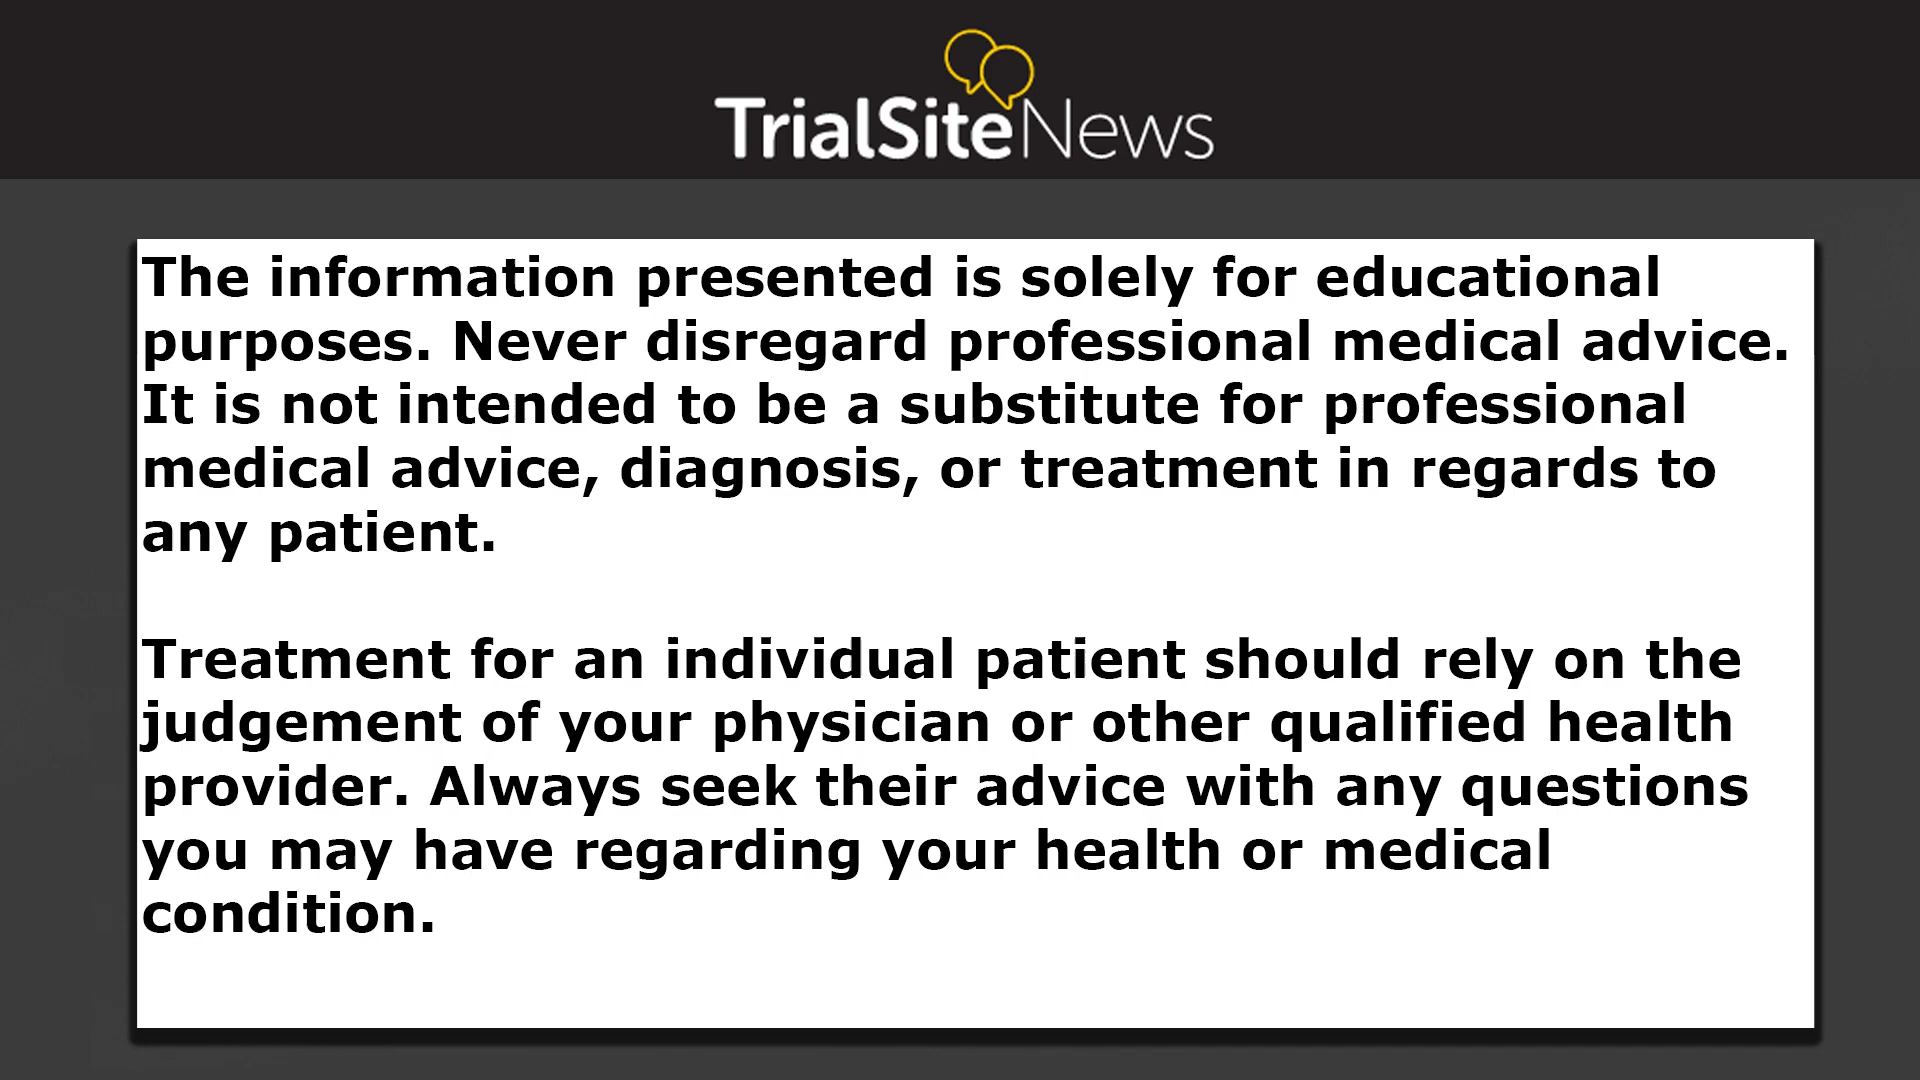 TrialSiteNews
The information presented is solely for educational
purposes. Never disregard professional medical advice.
It is not intended to be a substitute for professional
medical advice, diagnosis, or treatment in regards to
any patient.
Treatment for an individual patient should rely on the
judgement of your physician or other qualified health
provider. Always seek their advice with any questions
you may have regarding your health or medical
condition.